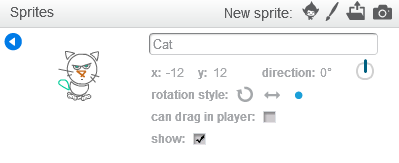 Sprites New sprite:
Cat
x: -12 y: 12 direction: 0°
rotation style:
can drag in player:
show: